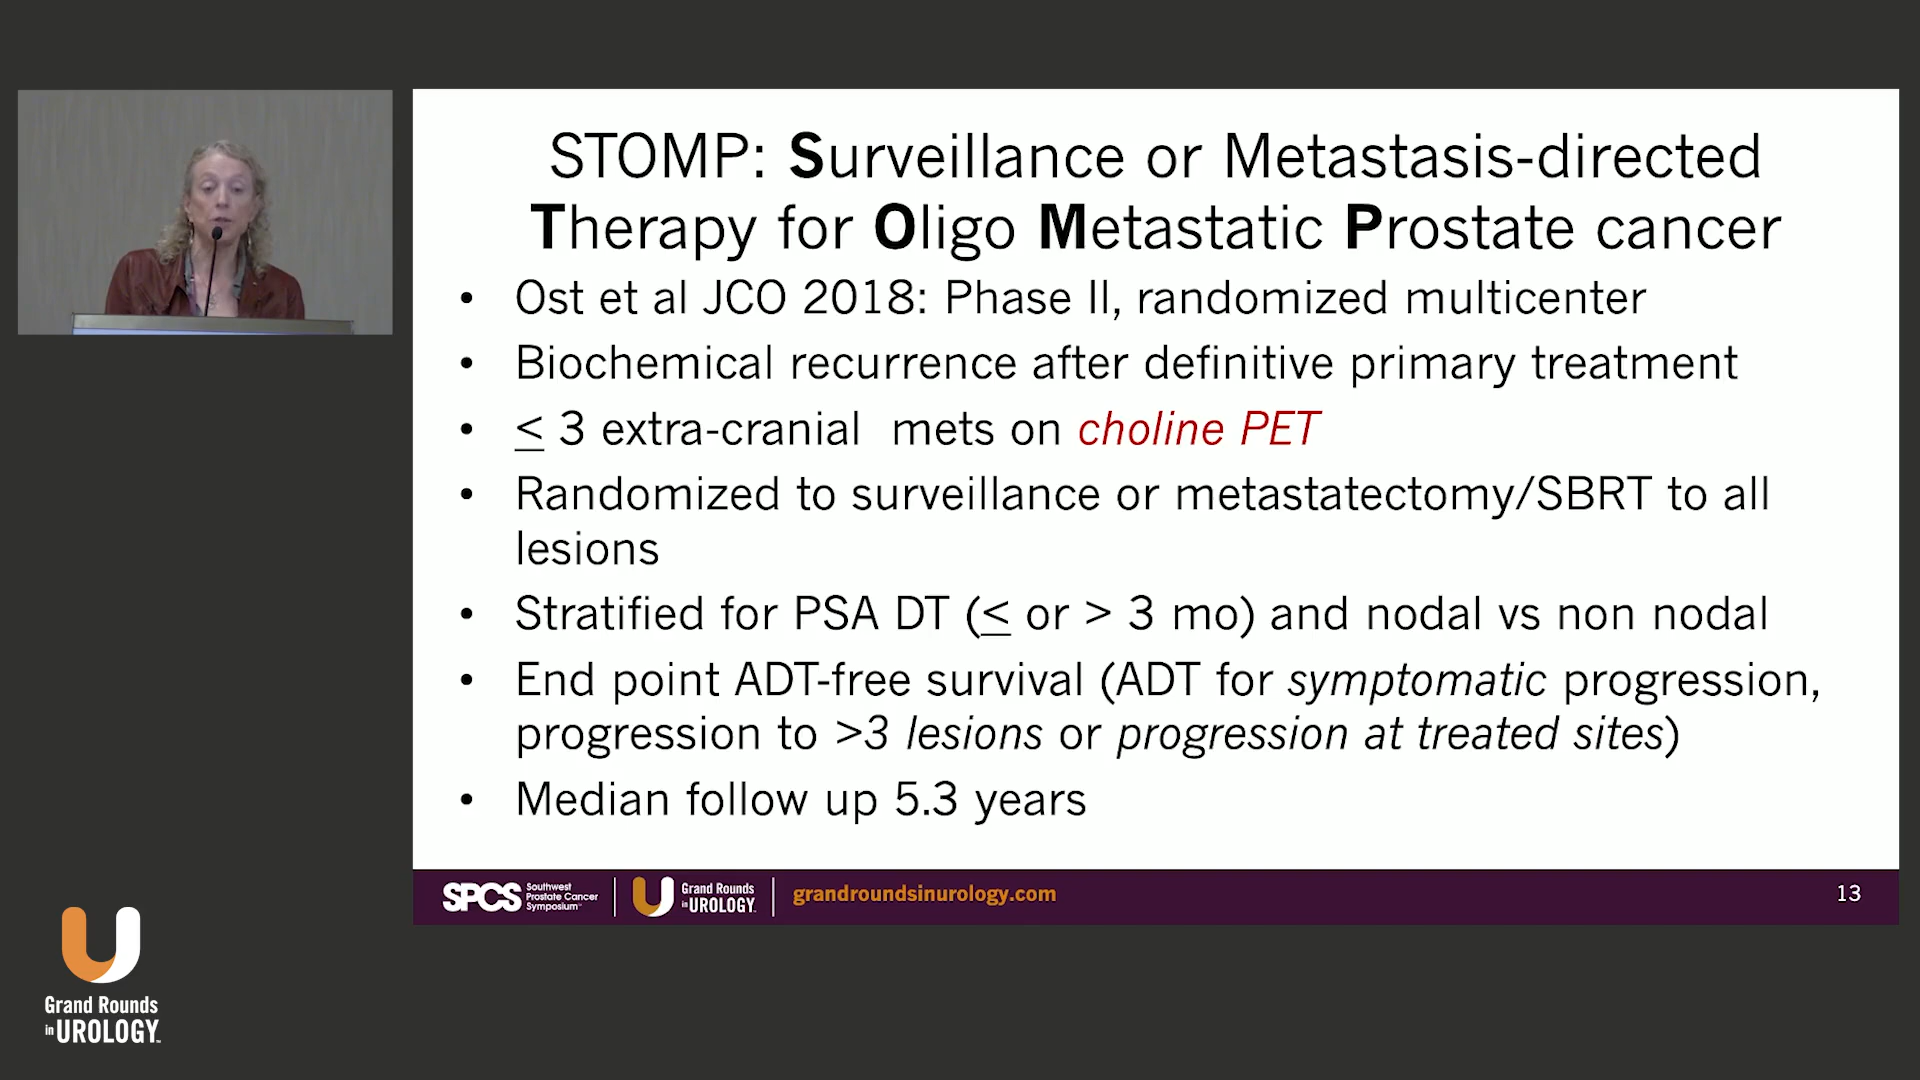 STOMP: Surveillance or Metastasis-directed
Therapy for Oligo Metastatic Prostate cancer
• Ost et al JCO 2018: Phase II, randomized multicenter
• Biochemical recurrence after definitive primary treatment
• ≤ 3 extra-cranial mets on choline PET
• Randomized to surveillance or metastatectomy/SBRT to all
lesions
• Stratified for PSA DT (≤ or > 3 mo) and nodal vs non nodal
• End point ADT-free survival (ADT for symptomatic progression,
progression to >3 lesions or progression at treated sites)
• Median follow up 5.3 years
SPCS Southwest
Prostate Cancer
Symposium™
Grand Rounds
in UROLOGY™
grandroundsinurology.com
13
Grand Rounds
in UROLOGY™